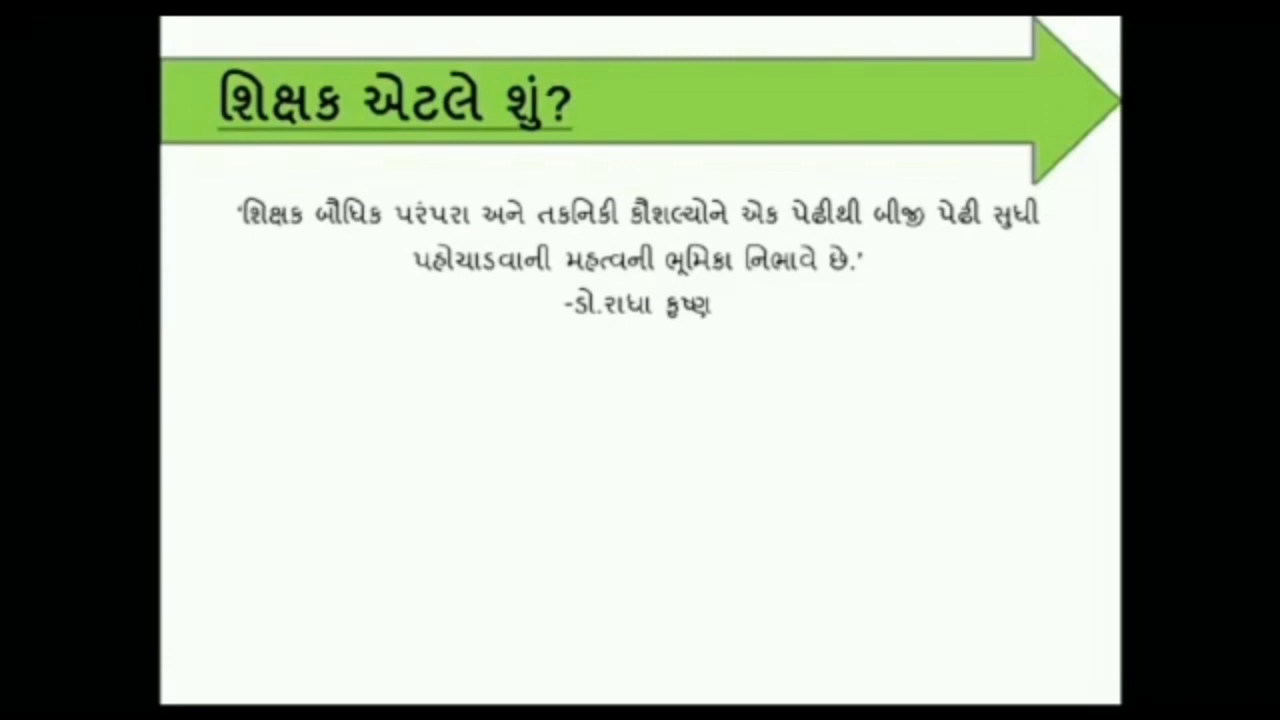 શિક્ષક એટલે શું?
‘શિક્ષક બૌધિક પરંપરા અને તકનિકી કૌશલ્યોને એક પેઢીથી બીજી પેઢી સુધી
પહોચાડવાની મહત્વની ભૂમિકા નિભાવે છે.’
-ડો.રાધા કૃષ્ણ